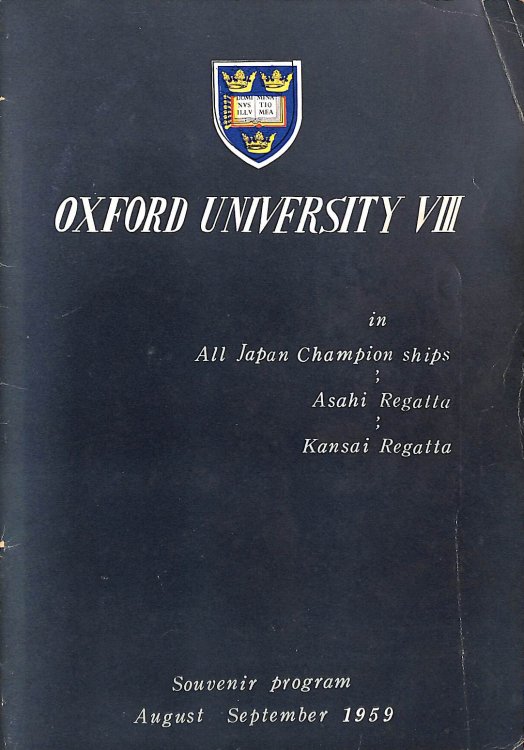 DOMI MINA
NVS TIO
ILLV MEA
OXFORD UNIVERSITY VIII
in
All Japan Champion ships
;
Asahi Regatta
;
Kansai Regatta
Souvenir program
August September 1959